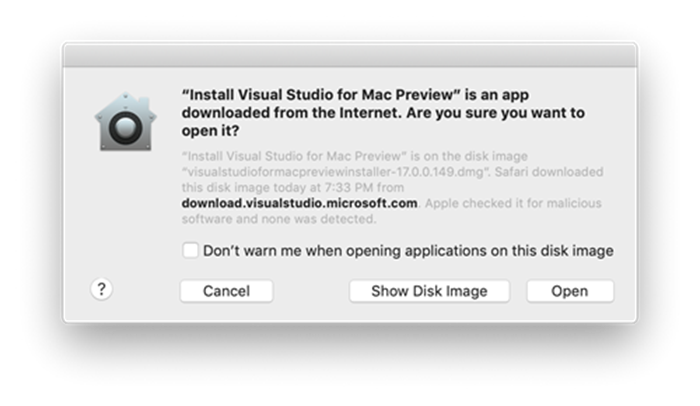 “Install Visual Studio for Mac Preview” is an app
downloaded from the Internet. Are you sure you want to
open it?
“Install Visual Studio for Mac Preview” is on the disk image
“visualstudioformacpreviewinstaller-17.0.0.149.dmg”. Safari downloaded
this disk image today at 7:33 PM from
download.visualstudio.microsoft.com. Apple checked it for malicious
software and none was detected.
Don’t warn me when opening applications on this disk image
? Cancel Show Disk Image Open